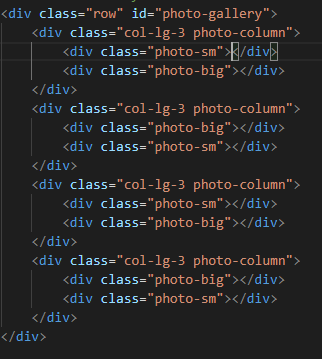 <div class="row" id="photo-gallery">
    <div class="col-lg-3 photo-column">
        <div class="photo-sm"></div>
        <div class="photo-big"></div>
    </div>
    <div class="col-lg-3 photo-column">
        <div class="photo-big"></div>
        <div class="photo-sm"></div>
    </div>
    <div class="col-lg-3 photo-column">
        <div class="photo-sm"></div>
        <div class="photo-big"></div>
    </div>
    <div class="col-lg-3 photo-column">
        <div class="photo-big"></div>
        <div class="photo-sm"></div>
    </div>
</div>